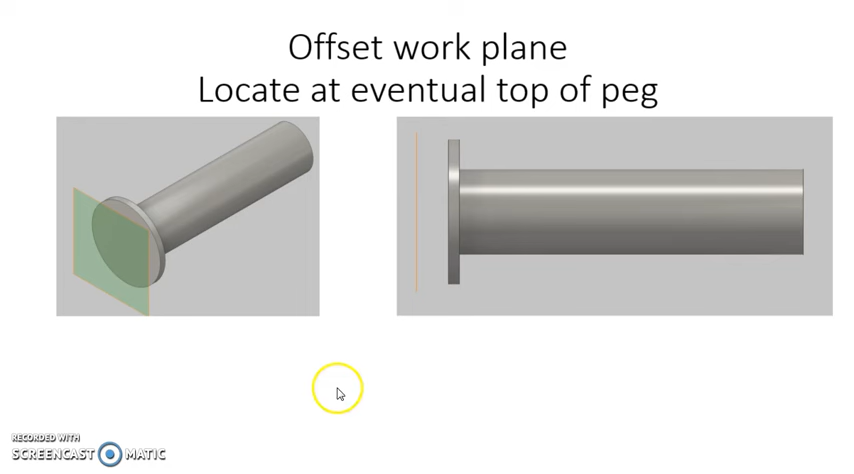 Offset work plane
Locate at eventual top of peg
RECORDED WITH
SCREENCAST MATIC